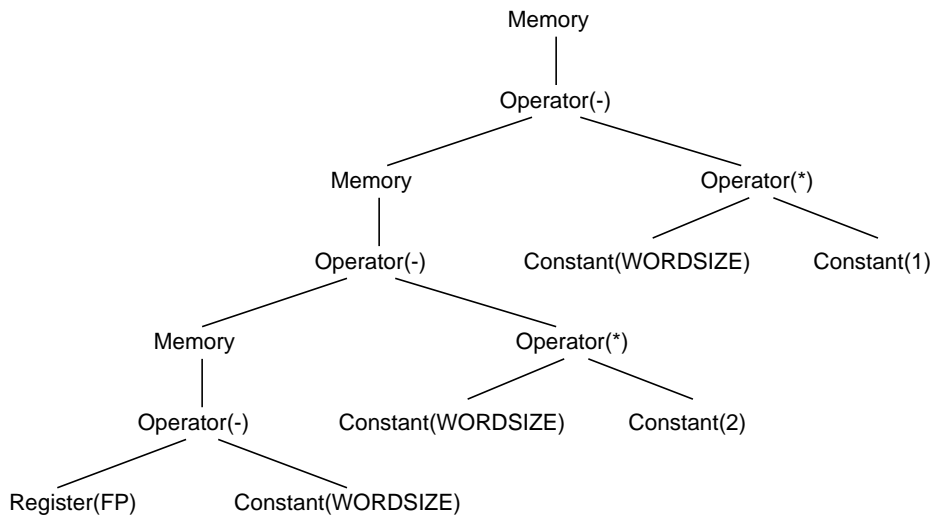 Memory
Operator(-)
Memory
Operator(*)
Operator(-)
Constant(WORDSIZE)
Constant(1)
Memory
Operator(*)
Operator(-)
Constant(WORDSIZE)
Constant(2)
Register(FP)
Constant(WORDSIZE)